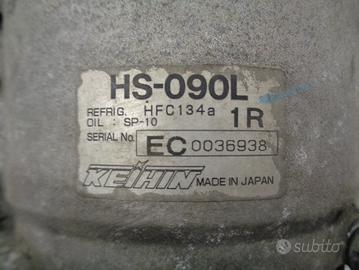 HS-090L
REFRIG. HFC134a 1R
OIL : SP-10
SERIAL No. EC 0036938
KEIHIN MADE IN JAPAN
subito